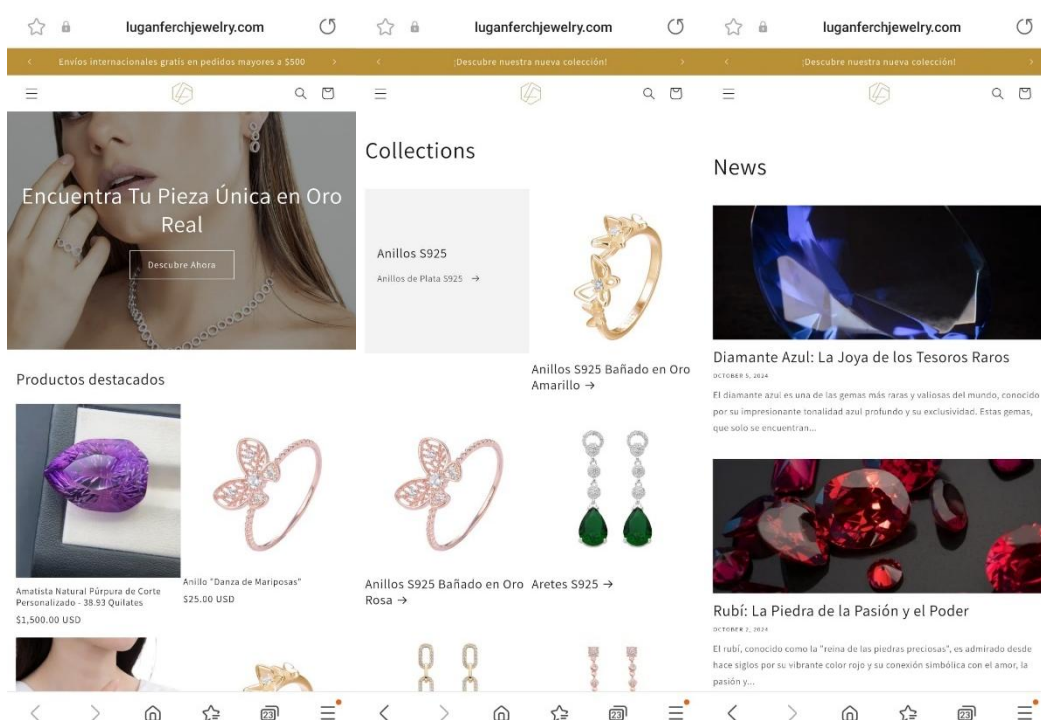 luganferchjewelry.com
Envíos internacionales gratis en pedidos mayores a $500
Encuentra Tu Pieza Única en Oro
Real
Descubre Ahora
Productos destacados
Amatista Natural Púrpura de Corte
Personalizado - 38.93 Quilates
$1,500.00 USD
Anillo "Danza de Mariposas"
$25.00 USD
23
luganferchjewelry.com
¡Descubre nuestra nueva colección!
Collections
Anillos S925
Anillos de Plata S925 →
Anillos S925 Bañado en Oro
Amarillo →
Anillos S925 Bañado en Oro
Rosa →
Aretes S925 →
23
luganferchjewelry.com
¡Descubre nuestra nueva colección!
News
Diamante Azul: La Joya de los Tesoros Raros
OCTOBER 5, 2024
El diamante azul es una de las gemas más raras y valiosas del mundo, conocido
por su impresionante tonalidad azul profundo y su exclusividad. Estas gemas,
que solo se encuentran...
Rubí: La Piedra de la Pasión y el Poder
OCTOBER 2, 2024
El rubí, conocido como la "reina de las piedras preciosas", es admirado desde
hace siglos por su vibrante color rojo y su conexión simbólica con el amor, la
pasión y...
23